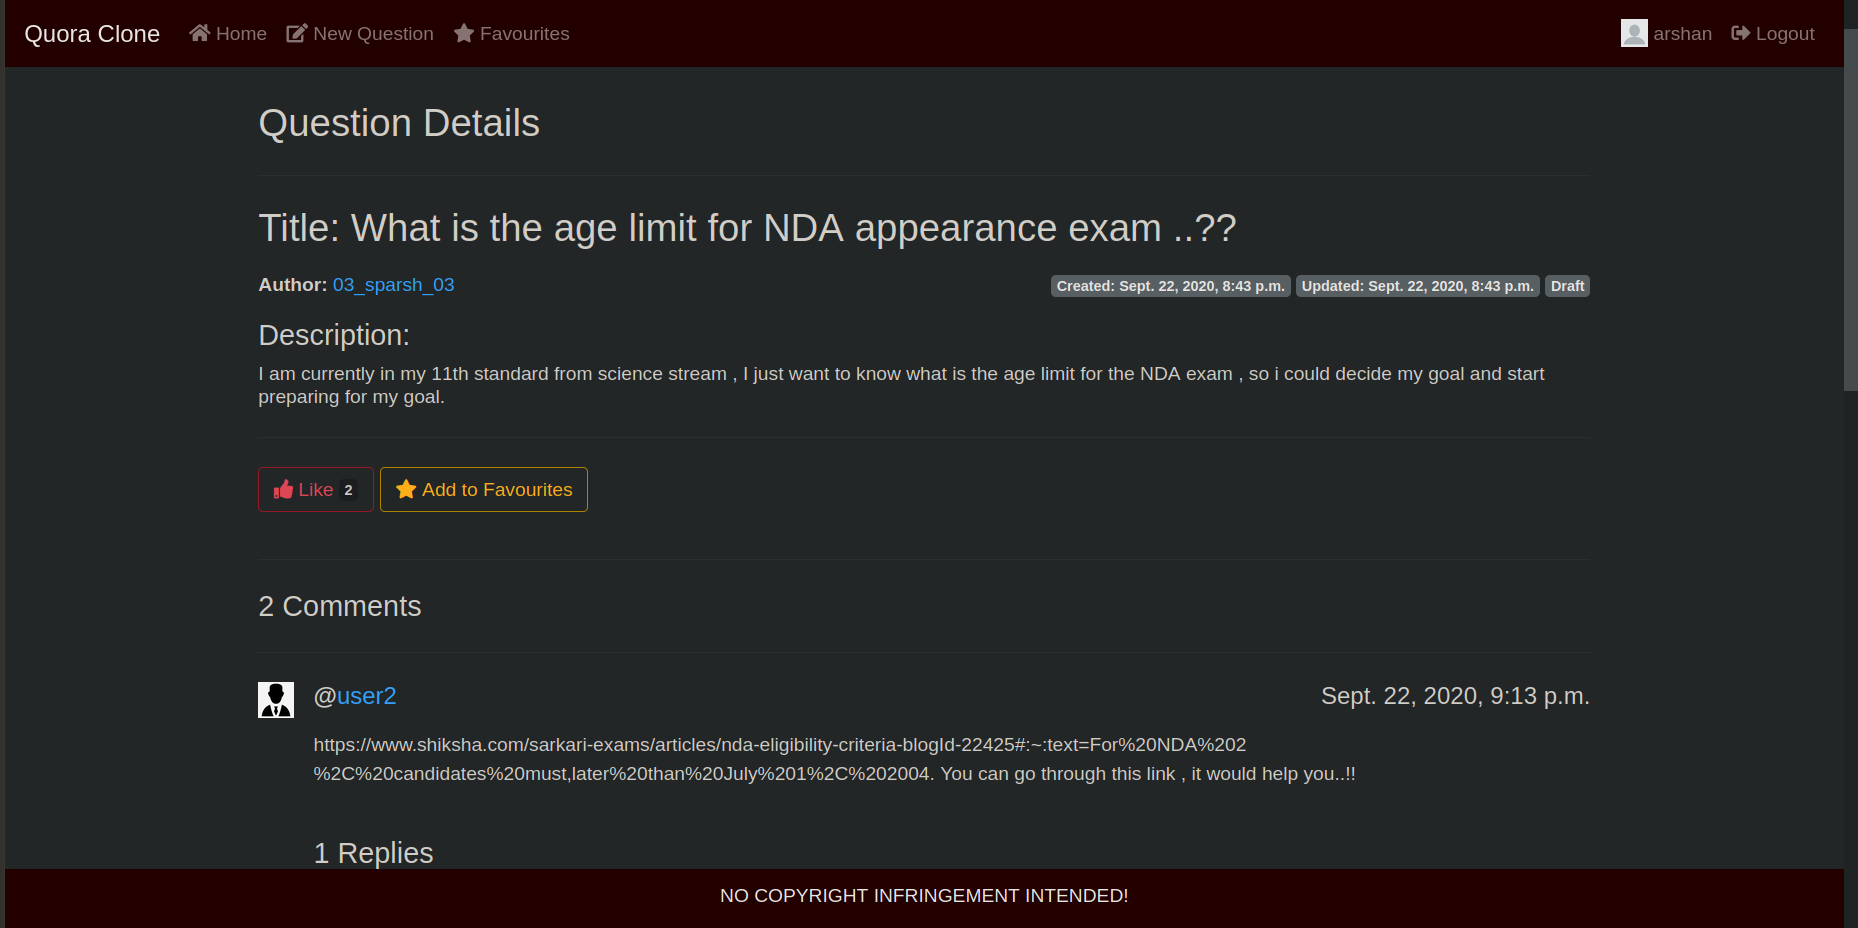 Quora Clone Home New Question Favourites arshan Logout
Question Details
Title: What is the age limit for NDA appearance exam ..??
Author: 03_sparsh_03 Created: Sept. 22, 2020, 8:43 p.m. Updated: Sept. 22, 2020, 8:43 p.m. Draft
Description:
I am currently in my 11th standard from science stream , I just want to know what is the age limit for the NDA exam , so i could decide my goal and start
preparing for my goal.
Like 2 Add to Favourites
2 Comments
@user2 Sept. 22, 2020, 9:13 p.m.
https://www.shiksha.com/sarkari-exams/articles/nda-eligibility-criteria-blogId-22425#:~:text=For%20NDA%202
%2C%20candidates%20must,later%20than%20July%201%2C%202004. You can go through this link , it would help you..!!
1 Replies
NO COPYRIGHT INFRINGEMENT INTENDED!